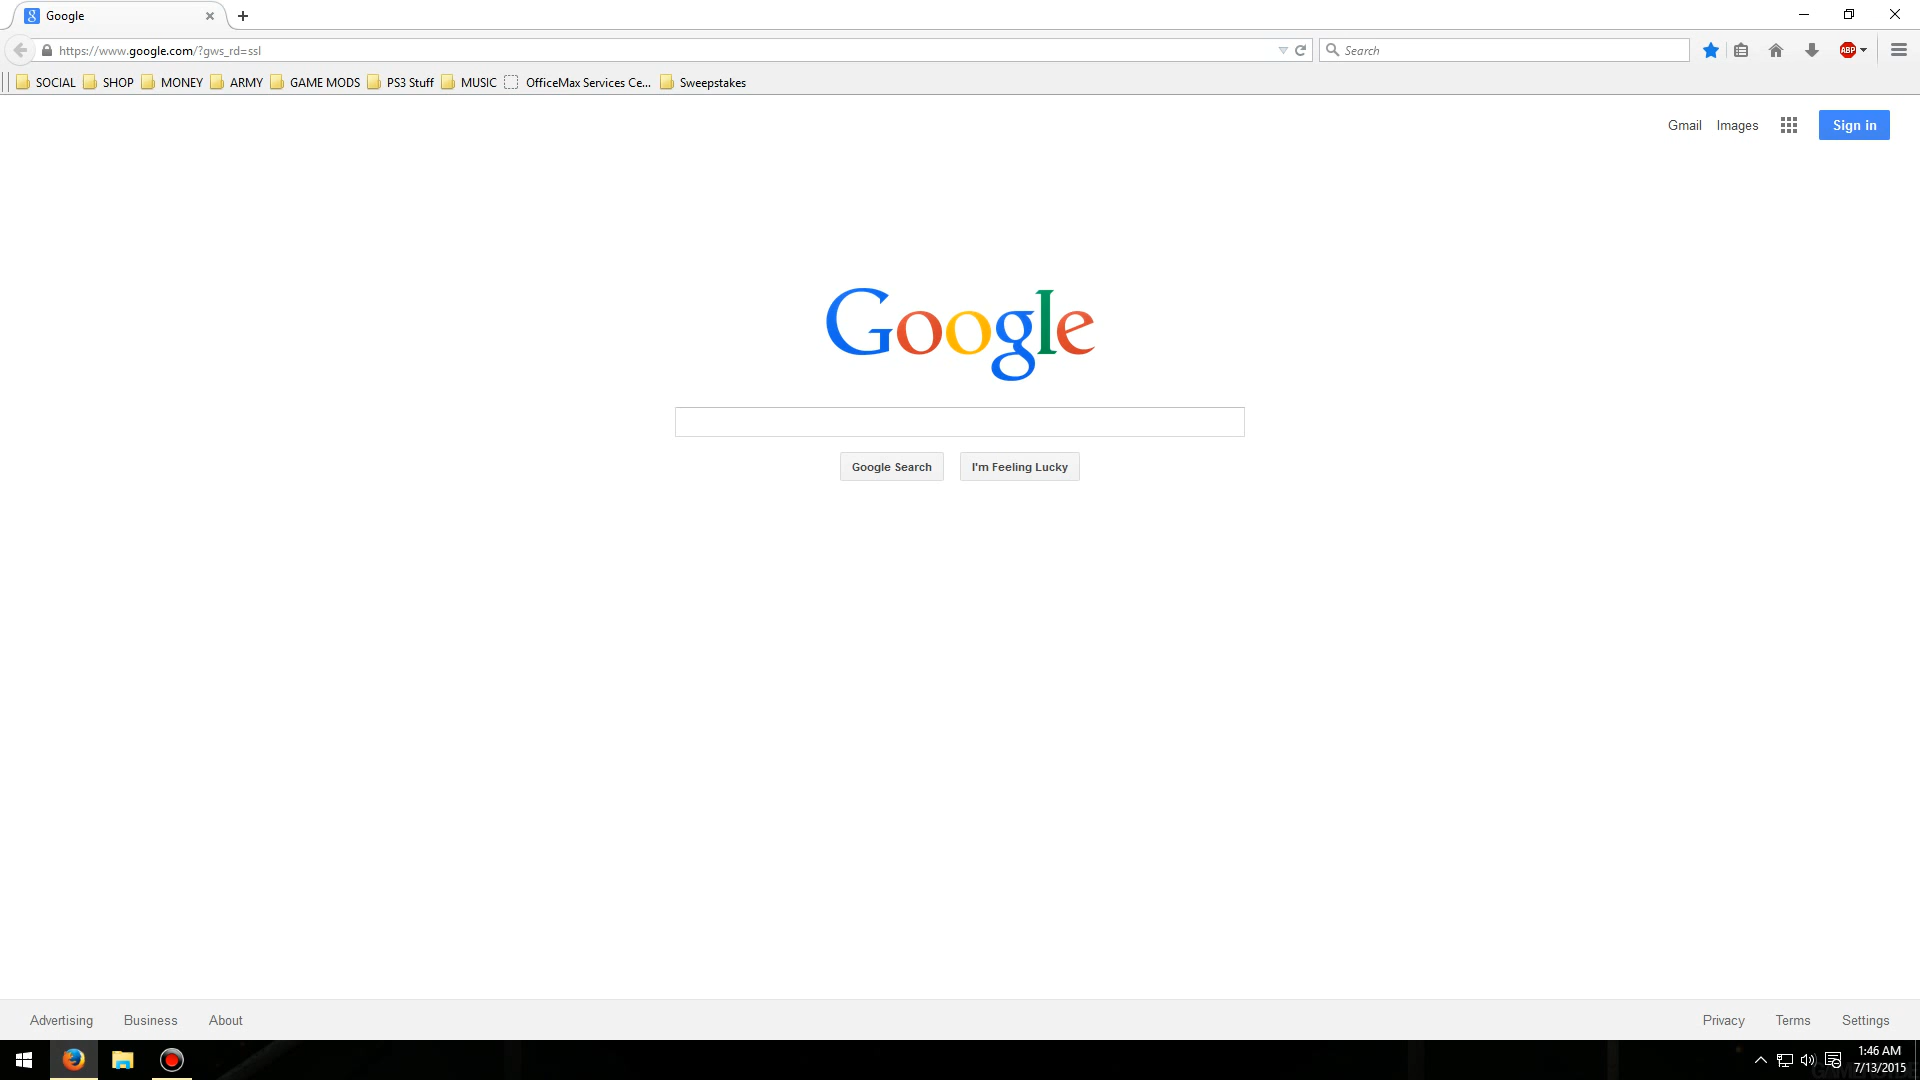 Google
https://www.google.com/?gws_rd=ssl
Search
ABP
SOCIAL SHOP MONEY ARMY GAME MODS PS3 Stuff MUSIC OfficeMax Services Ce... Sweepstakes
Gmail Images Sign in
Google
Google Search I'm Feeling Lucky
Advertising Business About Privacy Terms Settings
1:46 AM
7/13/2015